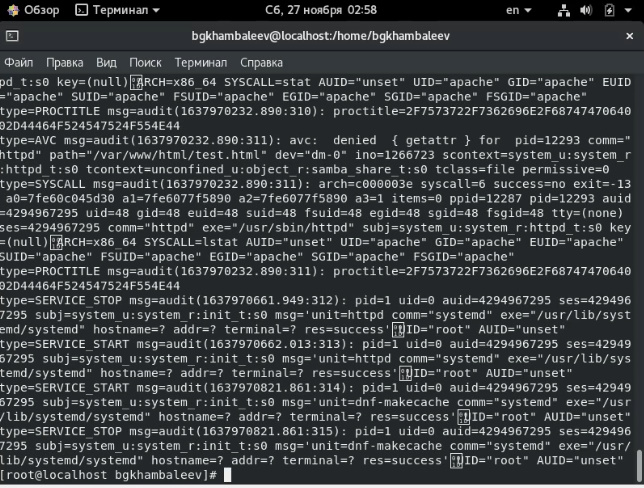 Обзор Терминал Сб, 27 ноября 02:58 en
bgkhambaleev@localhost:/home/bgkhambaleev
Файл Правка Вид Поиск Терминал Справка
pd_t:s0 key=(null)ARCH=x86_64 SYSCALL=stat AUID="unset" UID="apache" GID="apache" EUID
="apache" SUID="apache" FSUID="apache" EGID="apache" SGID="apache" FSGID="apache"
type=PROCTITLE msg=audit(1637970232.890:310): proctitle=2F7573722F7362696E2F68747470640
02D44464F524547524F554E44
type=AVC msg=audit(1637970232.890:311): avc:  denied  { getattr } for  pid=12293 comm="
httpd" path="/var/www/html/test.html" dev="dm-0" ino=1266723 scontext=system_u:system_r
:httpd_t:s0 tcontext=unconfined_u:object_r:samba_share_t:s0 tclass=file permissive=0
type=SYSCALL msg=audit(1637970232.890:311): arch=c000003e syscall=6 success=no exit=-13
 a0=7fe60c045d30 a1=7fe6077f5890 a2=7fe6077f5890 a3=1 items=0 ppid=12287 pid=12293 auid
=4294967295 uid=48 gid=48 euid=48 suid=48 fsuid=48 egid=48 sgid=48 fsgid=48 tty=(none)
ses=4294967295 comm="httpd" exe="/usr/sbin/httpd" subj=system_u:system_r:httpd_t:s0 key
=(null)ARCH=x86_64 SYSCALL=lstat AUID="unset" UID="apache" GID="apache" EUID="apache"
SUID="apache" FSUID="apache" EGID="apache" SGID="apache" FSGID="apache"
type=PROCTITLE msg=audit(1637970232.890:311): proctitle=2F7573722F7362696E2F68747470640
02D44464F524547524F554E44
type=SERVICE_STOP msg=audit(1637970661.949:312): pid=1 uid=0 auid=4294967295 ses=429496
7295 subj=system_u:system_r:init_t:s0 msg='unit=httpd comm="systemd" exe="/usr/lib/syst
emd/systemd" hostname=? addr=? terminal=? res=success'UID="root" AUID="unset"
type=SERVICE_START msg=audit(1637970662.013:313): pid=1 uid=0 auid=4294967295 ses=42949
67295 subj=system_u:system_r:init_t:s0 msg='unit=httpd comm="systemd" exe="/usr/lib/sys
temd/systemd" hostname=? addr=? terminal=? res=success'UID="root" AUID="unset"
type=SERVICE_START msg=audit(1637970821.861:314): pid=1 uid=0 auid=4294967295 ses=42949
67295 subj=system_u:system_r:init_t:s0 msg='unit=dnf-makecache comm="systemd" exe="/usr
/lib/systemd/systemd" hostname=? addr=? terminal=? res=success'UID="root" AUID="unset"
type=SERVICE_STOP msg=audit(1637970821.861:315): pid=1 uid=0 auid=4294967295 ses=429496
7295 subj=system_u:system_r:init_t:s0 msg='unit=dnf-makecache comm="systemd" exe="/usr/
lib/systemd/systemd" hostname=? addr=? terminal=? res=success'UID="root" AUID="unset"
[root@localhost bgkhambaleev]#